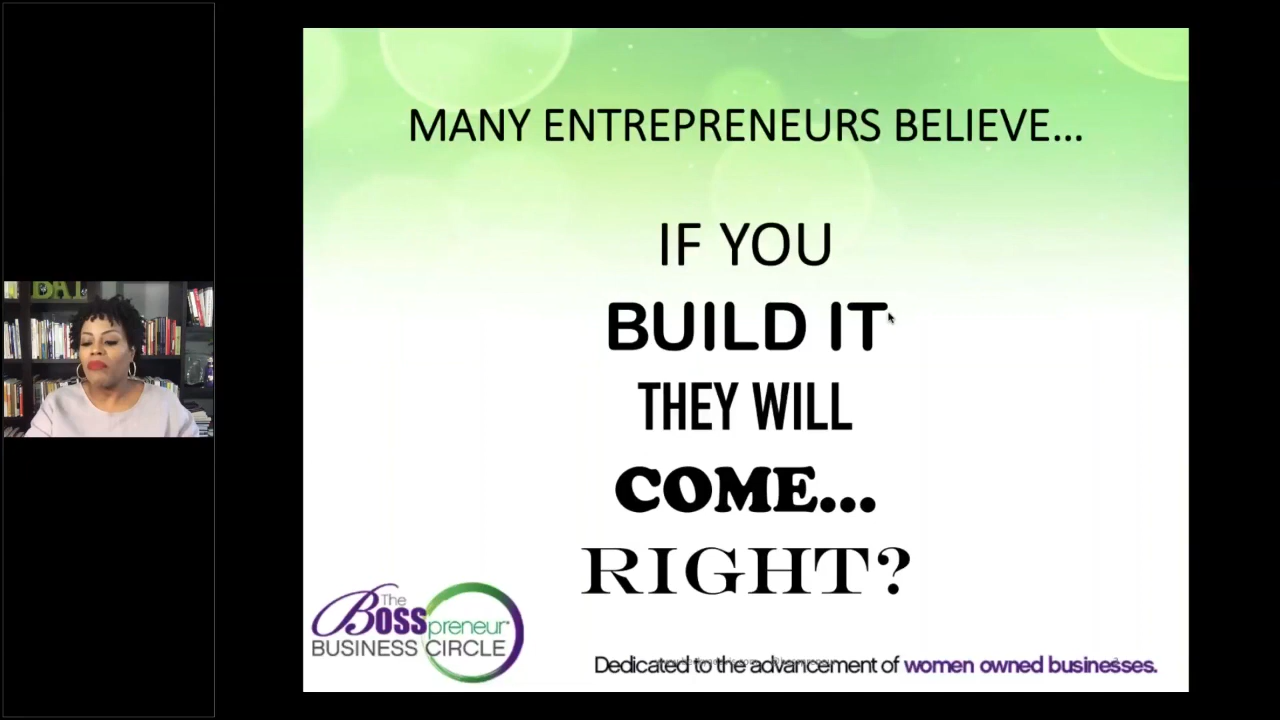 MANY ENTREPRENEURS BELIEVE...
IF YOU
BUILD IT
THEY WILL
COME...
RIGHT?
The
BOSSpreneur
BUSINESS CIRCLE
Dedicated to the advancement of women owned businesses.